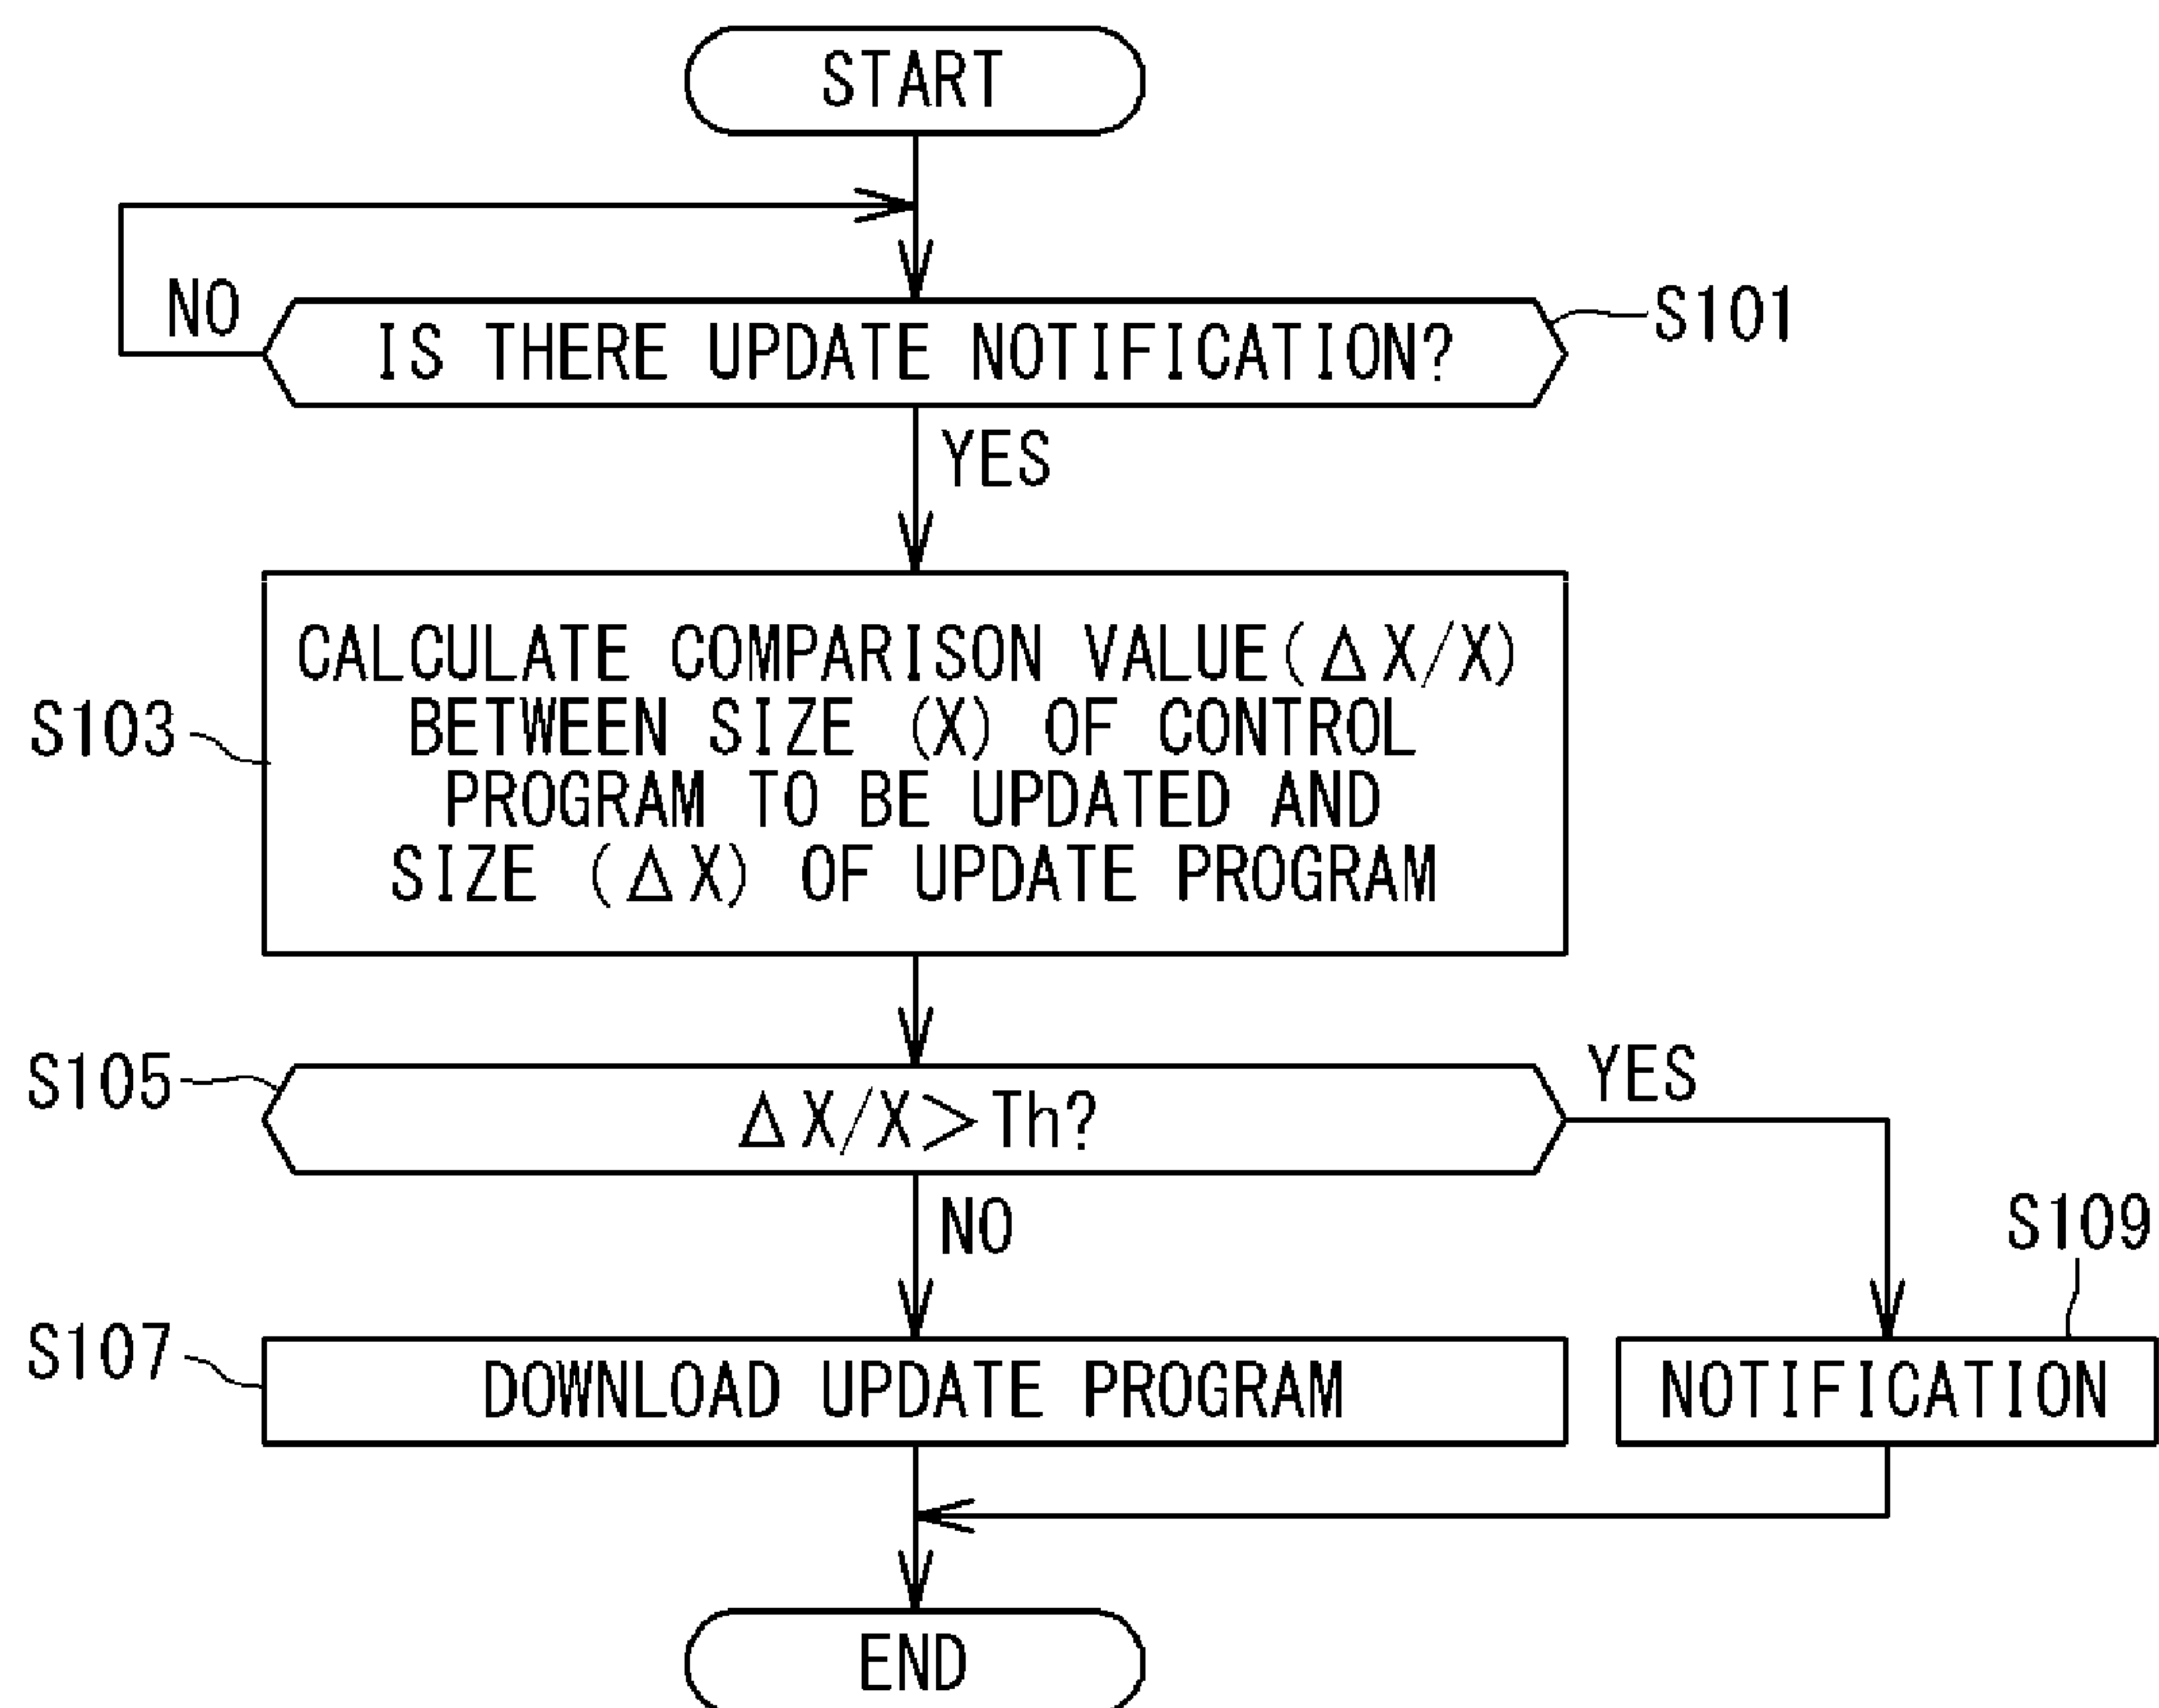 START
NO
IS THERE UPDATE NOTIFICATION?
S101
YES
S103
CALCULATE COMPARISON VALUE(ΔX/X)
BETWEEN SIZE (X) OF CONTROL
PROGRAM TO BE UPDATED AND
SIZE (ΔX) OF UPDATE PROGRAM
S105
ΔX/X>Th?
YES
NO
S109
S107
DOWNLOAD UPDATE PROGRAM
NOTIFICATION
END